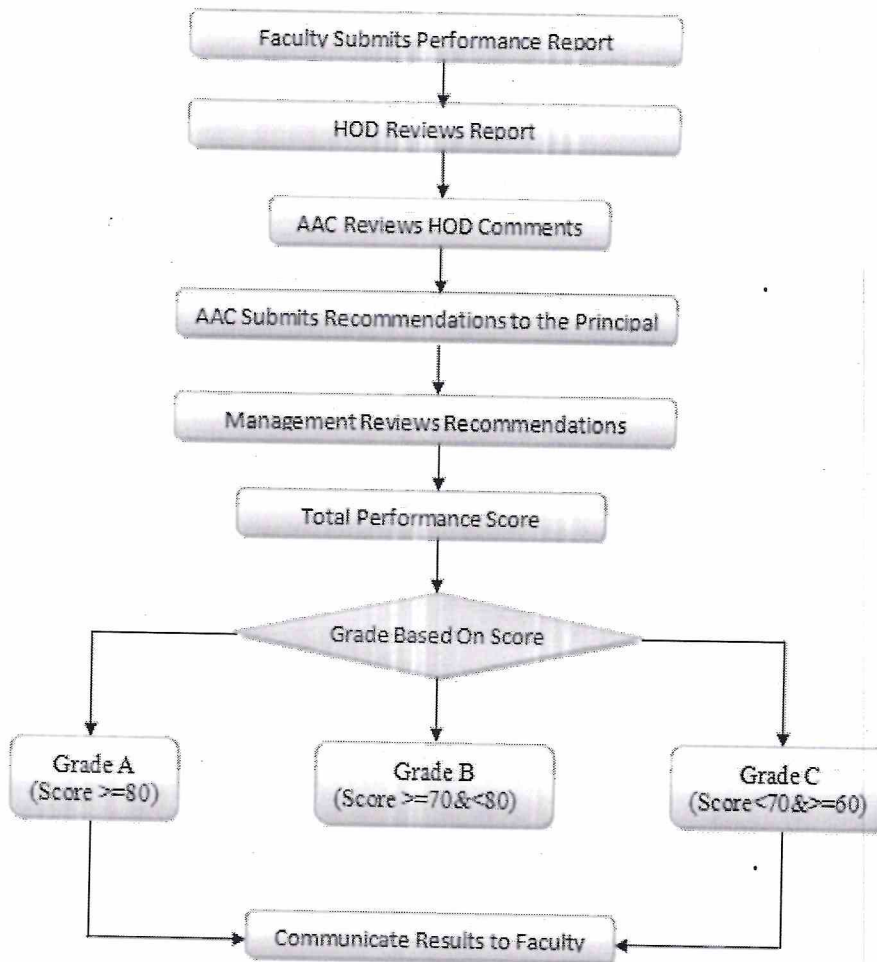 Faculty Submits Performance Report
HOD Reviews Report
AAC Reviews HOD Comments
AAC Submits Recommendations to the Principal
Management Reviews Recommendations
Total Performance Score
Grade Based On Score
Grade A
(Score >=80)
Grade B
(Score >=70&<80)
Grade C
(Score<70&>=60)
Communicate Results to Faculty